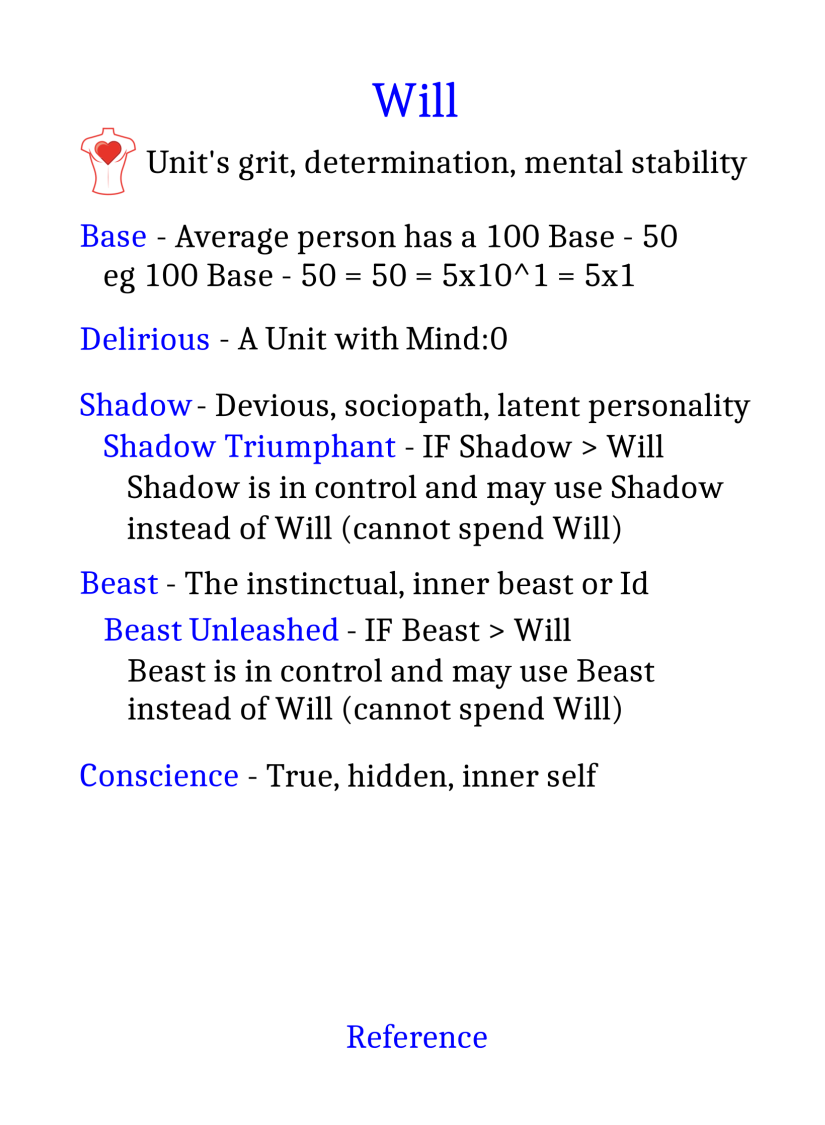 Will
Unit's grit, determination, mental stability
Base - Average person has a 100 Base - 50
eg 100 Base - 50 = 50 = 5x10^1 = 5x1
Delirious - A Unit with Mind:0
Shadow - Devious, sociopath, latent personality
Shadow Triumphant - IF Shadow > Will
Shadow is in control and may use Shadow
instead of Will (cannot spend Will)
Beast - The instinctual, inner beast or Id
Beast Unleashed - IF Beast > Will
Beast is in control and may use Beast
instead of Will (cannot spend Will)
Conscience - True, hidden, inner self
Reference